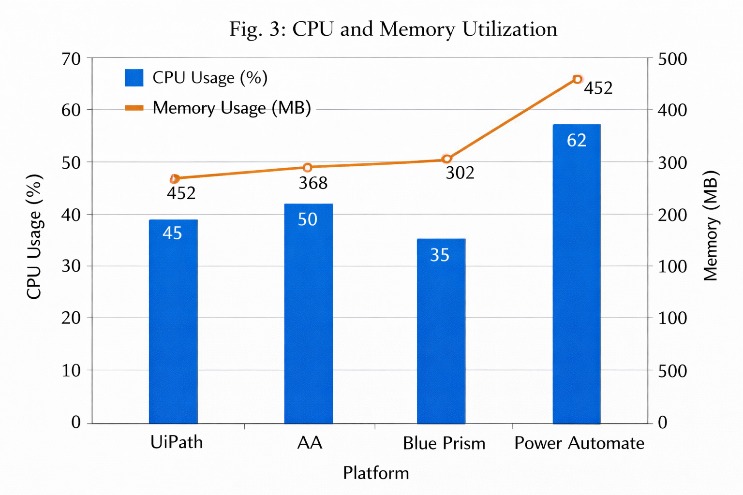 Fig. 3: CPU and Memory Utilization
CPU Usage (%)
Memory Usage (MB)
70
60
50
40
30
20
10
0
CPU Usage (%)
500
400
300
200
100
100
500
0
Memory (MB)
452
368
302
452
45
50
35
62
UiPath
AA
Blue Prism
Power Automate
Platform